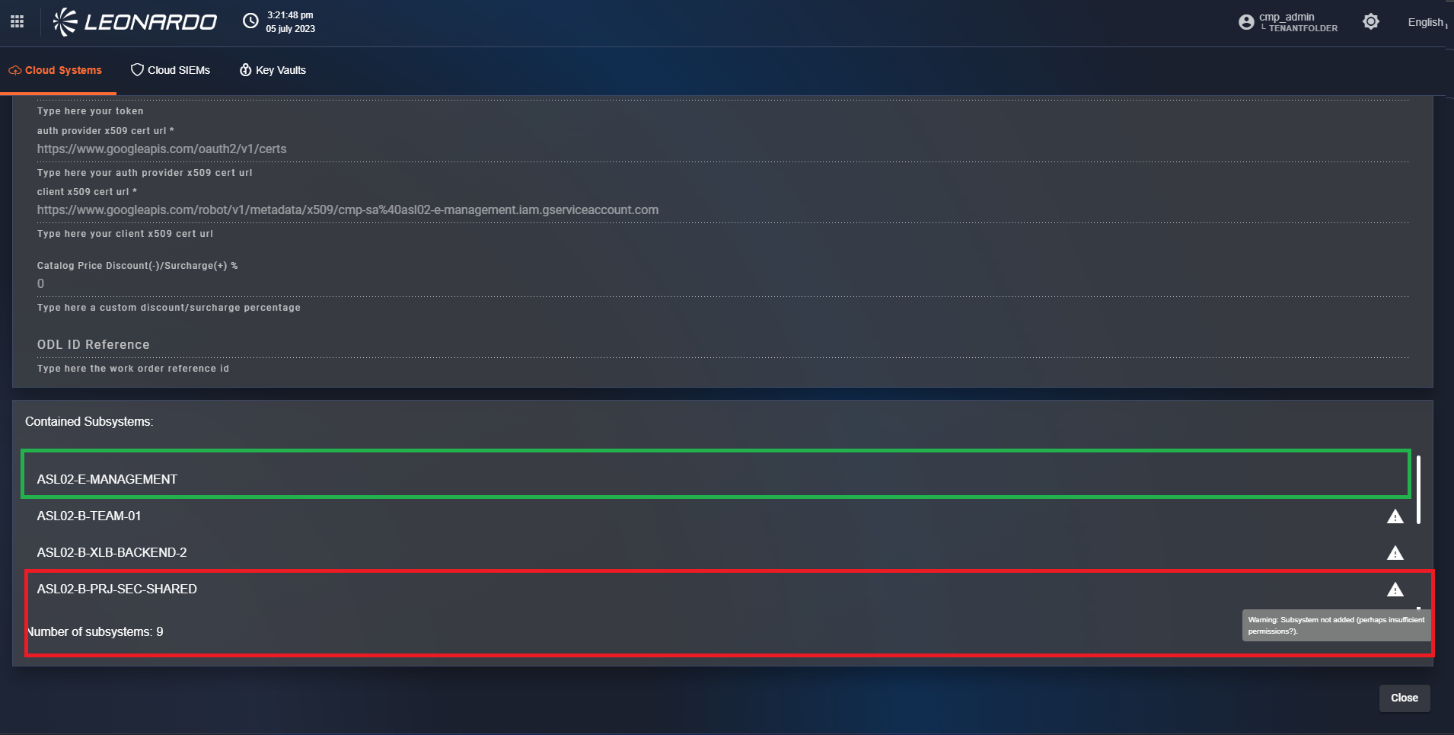 LEONARDO
3:21:48 pm
05 july 2023
cmp_admin
└ TENANTFOLDER
English
Cloud Systems
Cloud SIEMs
Key Vaults
Type here your token
auth provider x509 cert url *
https://www.googleapis.com/oauth2/v1/certs
Type here your auth provider x509 cert url
client x509 cert url *
https://www.googleapis.com/robot/v1/metadata/x509/cmp-sa%40asl02-e-management.iam.gserviceaccount.com
Type here your client x509 cert url
Catalog Price Discount(-)/Surcharge(+) %
0
Type here a custom discount/surcharge percentage
ODL ID Reference
Type here the work order reference id
Contained Subsystems:
ASL02-E-MANAGEMENT
ASL02-B-TEAM-01
ASL02-B-XLB-BACKEND-2
ASL02-B-PRJ-SEC-SHARED
Number of subsystems: 9
Warning: Subsystem not added (perhaps insufficient
permissions?).
Close